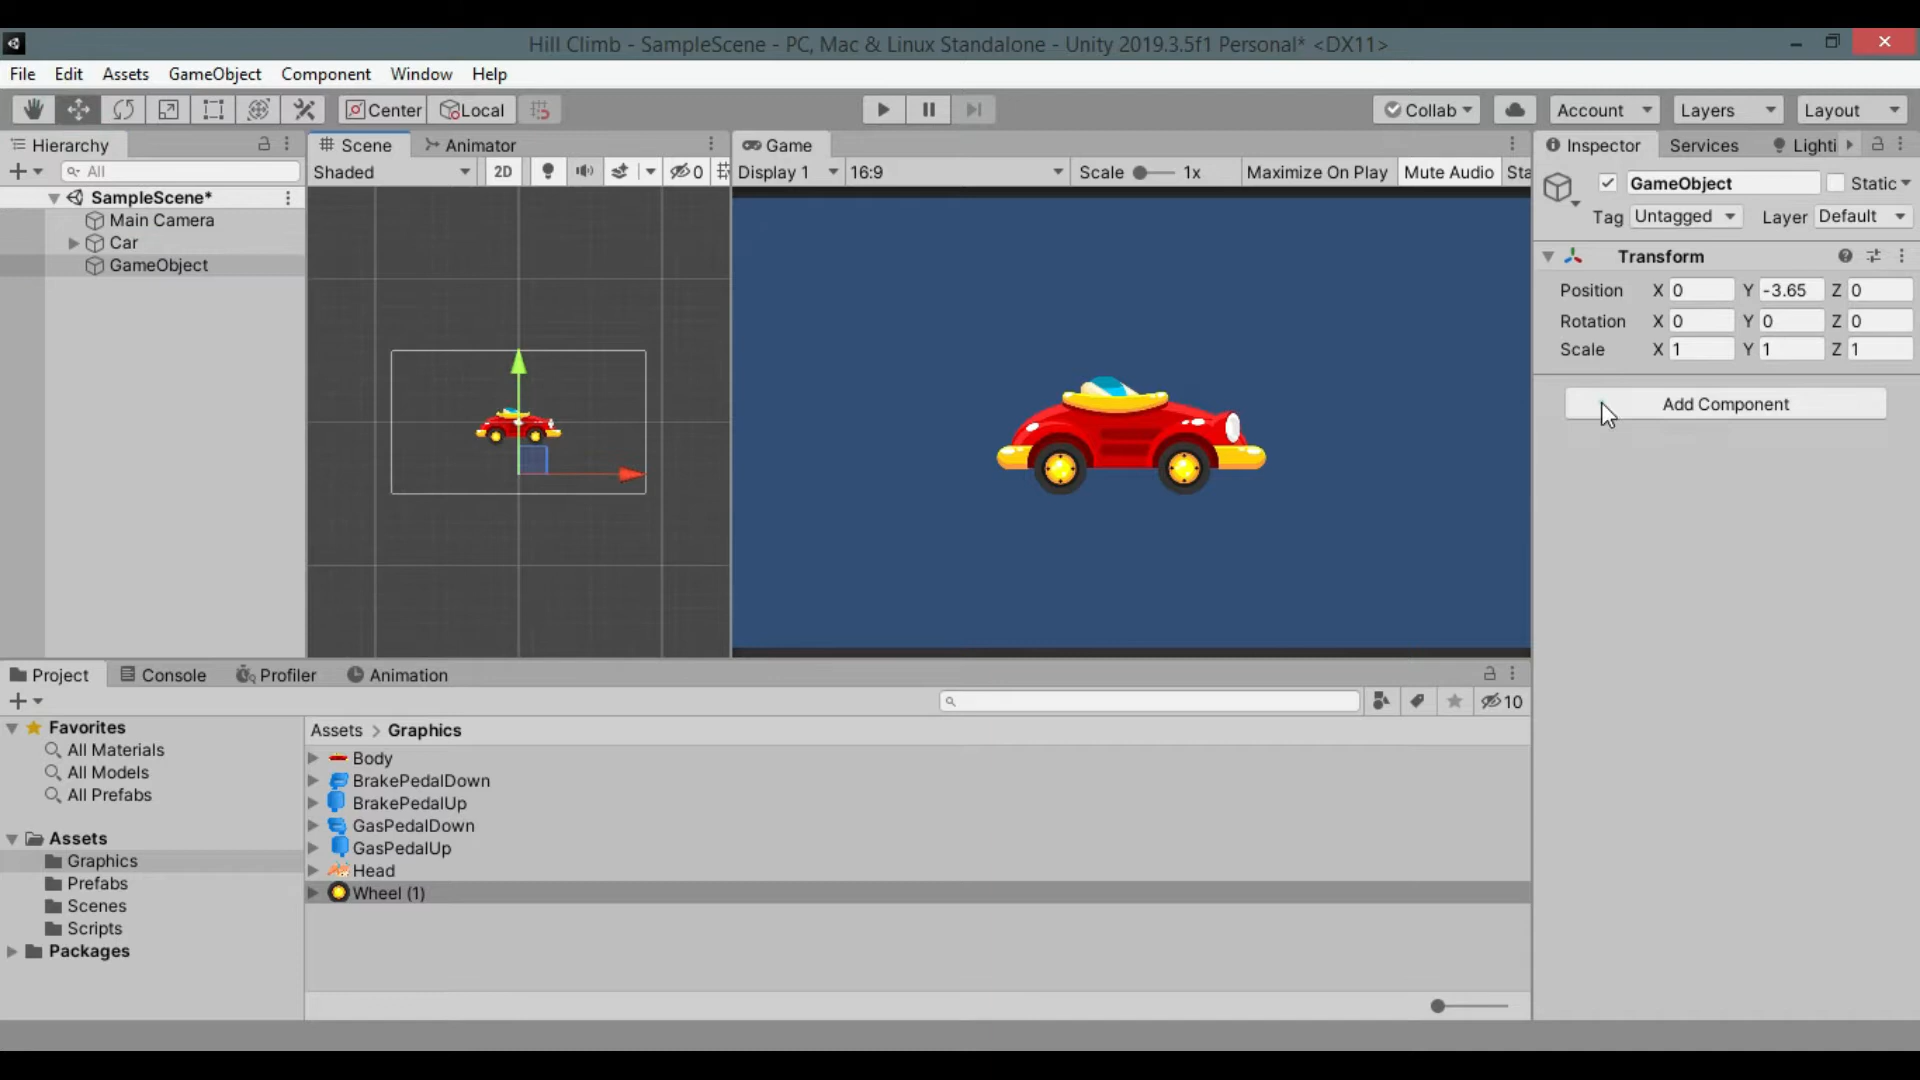 Hill Climb - SampleScene - PC, Mac & Linux Standalone - Unity 2019.3.5f1 Personal* <DX11>
File Edit Assets GameObject Component Window Help
Center Local Collab Account Layers Layout
Hierarchy Scene Animator Game Inspector Services Lighti
All Shaded 2D 0 Display 1 16:9 Scale 1x Maximize On Play Mute Audio Sta
GameObject Static
Tag Untagged Layer Default
SampleScene*
Main Camera
Car
GameObject
Transform
Position X 0 Y -3.65 Z 0
Rotation X 0 Y 0 Z 0
Scale X 1 Y 1 Z 1
Add Component
Project Console Profiler Animation
10
Favorites
All Materials
All Models
All Prefabs
Assets
Graphics
Prefabs
Scenes
Scripts
Packages
Assets > Graphics
Body
BrakePedalDown
BrakePedalUp
GasPedalDown
GasPedalUp
Head
Wheel (1)